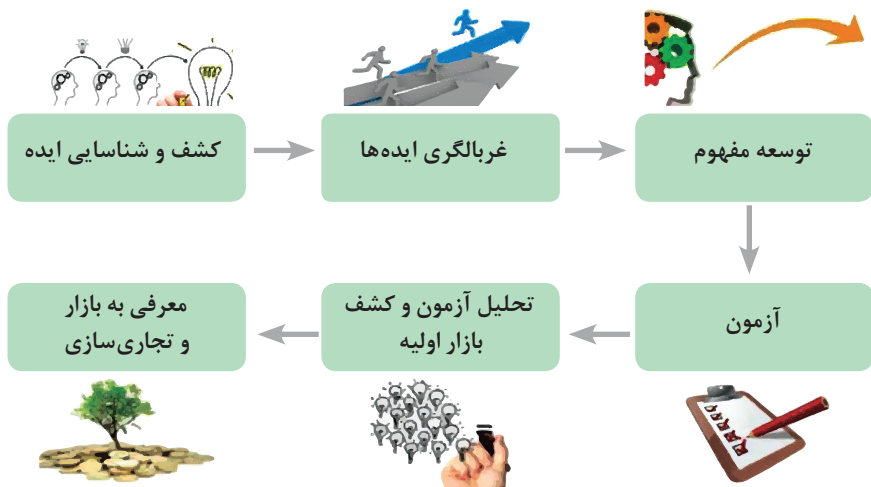 کشف و شناسایی ایده
غربالگری ایده‌ها
توسعه مفهوم
آزمون
تحلیل آزمون و کشف
بازار اولیه
معرفی به بازار
و تجاری‌سازی